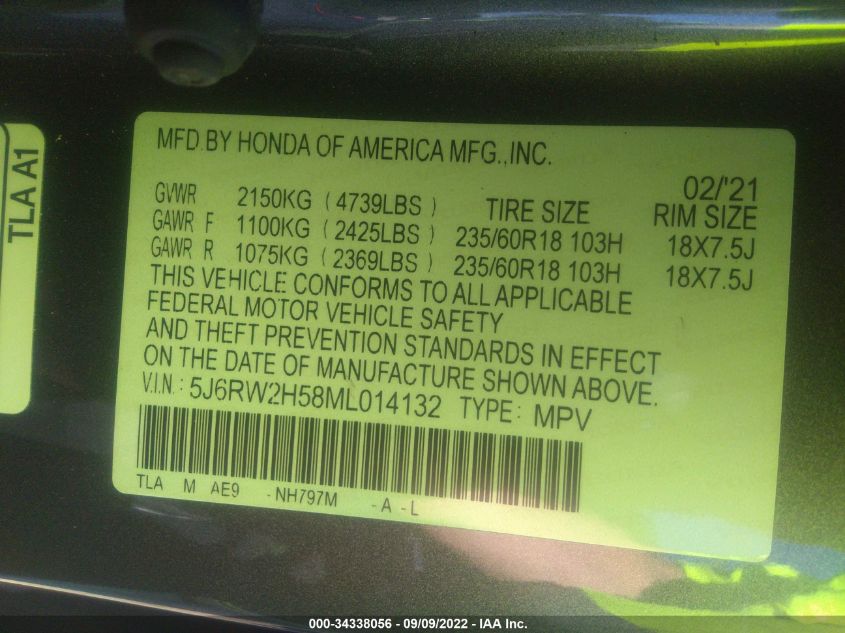 TLA A1
MFD.BY HONDA OF AMERICA MFG.,INC.
02/'21
GVWR 2150KG (4739LBS) TIRE SIZE RIM SIZE
GAWR F 1100KG (2425LBS) 235/60R18 103H 18X7.5J
GAWR R 1075KG (2369LBS) 235/60R18 103H 18X7.5J
THIS VEHICLE CONFORMS TO ALL APPLICABLE
FEDERAL MOTOR VEHICLE SAFETY
AND THEFT PREVENTION STANDARDS IN EFFECT
ON THE DATE OF MANUFACTURE SHOWN ABOVE.
V.I.N.: 5J6RW2H58ML014132 TYPE: MPV
TLA M AE9 -NH797M -A -L
000-34338056 - 09/09/2022 - IAA Inc.